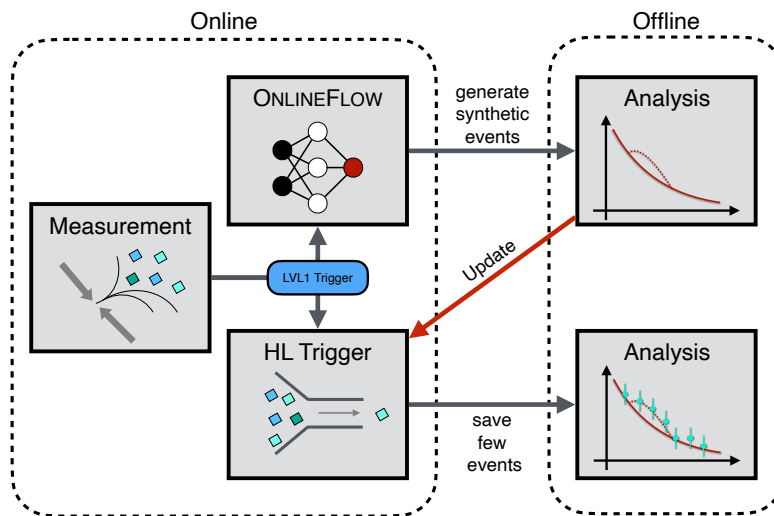 Online
Offline
ONLINEFLOW
generate
synthetic
events
Analysis
Measurement
LVL1 Trigger
Update
HL Trigger
save
few
events
Analysis